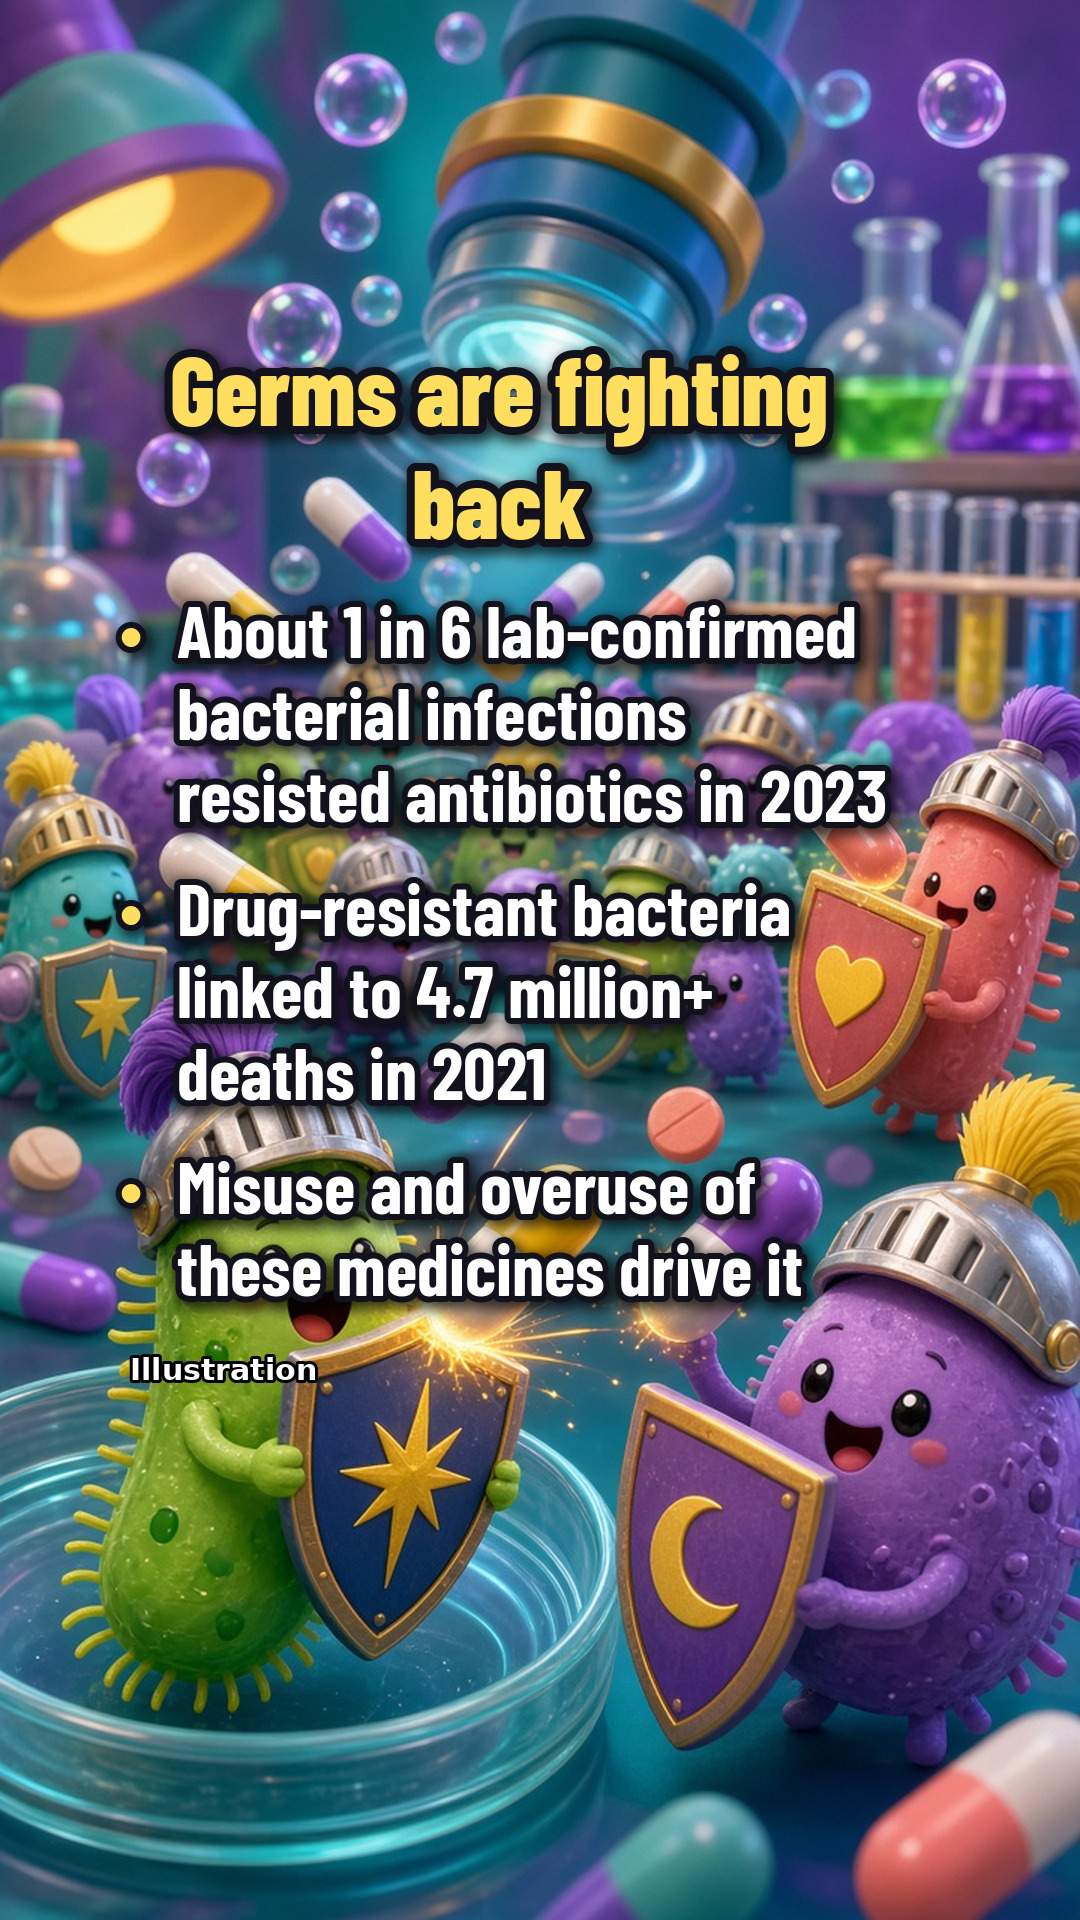 Germs are fighting
back
• About 1 in 6 lab-confirmed
bacterial infections
resisted antibiotics in 2023
• Drug-resistant bacteria
linked to 4.7 million+
deaths in 2021
• Misuse and overuse of
these medicines drive it
Illustration